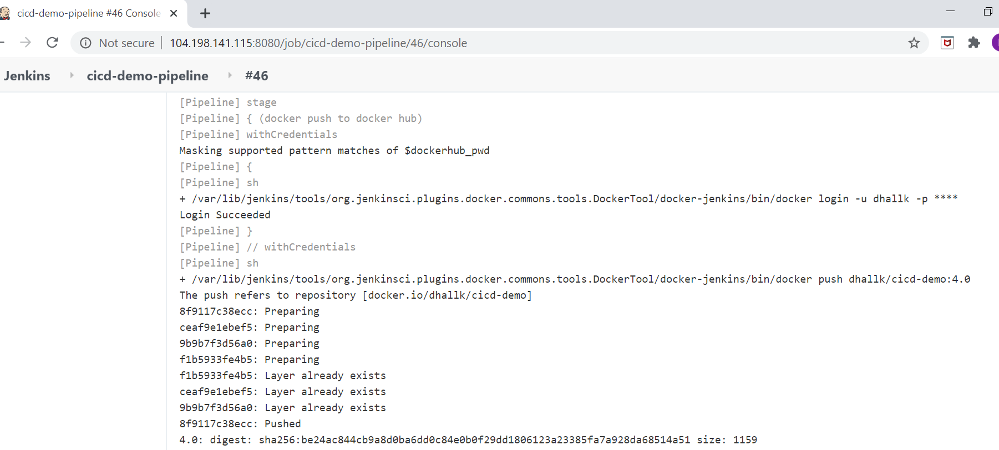 cicd-demo-pipeline #46 Console
Not secure | 104.198.141.115:8080/job/cicd-demo-pipeline/46/console
Jenkins cicd-demo-pipeline #46
[Pipeline] stage
[Pipeline] { (docker push to docker hub)
[Pipeline] withCredentials
Masking supported pattern matches of $dockerhub_pwd
[Pipeline] {
[Pipeline] sh
+ /var/lib/jenkins/tools/org.jenkinsci.plugins.docker.commons.tools.DockerTool/docker-jenkins/bin/docker login -u dhallk -p ****
Login Succeeded
[Pipeline] }
[Pipeline] // withCredentials
[Pipeline] sh
+ /var/lib/jenkins/tools/org.jenkinsci.plugins.docker.commons.tools.DockerTool/docker-jenkins/bin/docker push dhallk/cicd-demo:4.0
The push refers to repository [docker.io/dhallk/cicd-demo]
8f9117c38ecc: Preparing
ceaf9e1ebef5: Preparing
9b9b7f3d56a0: Preparing
f1b5933fe4b5: Preparing
f1b5933fe4b5: Layer already exists
ceaf9e1ebef5: Layer already exists
9b9b7f3d56a0: Layer already exists
8f9117c38ecc: Pushed
4.0: digest: sha256:be24ac844cb9a8d0ba6dd0c84e0b0f29dd1806123a23385fa7a928da68514a51 size: 1159